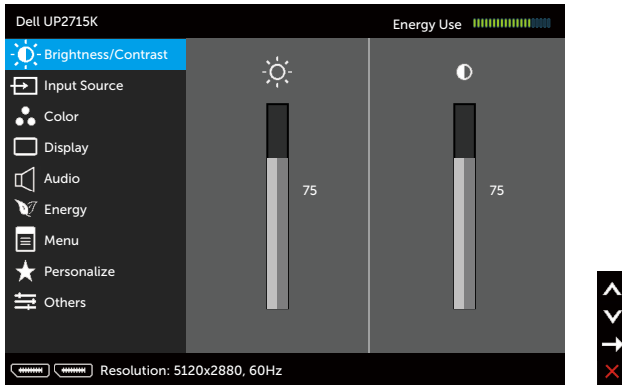 Dell UP2715K
Energy Use
Brightness/Contrast
Input Source
Color
Display
Audio
Energy
Menu
Personalize
Others
75
75
Resolution: 5120x2880, 60Hz